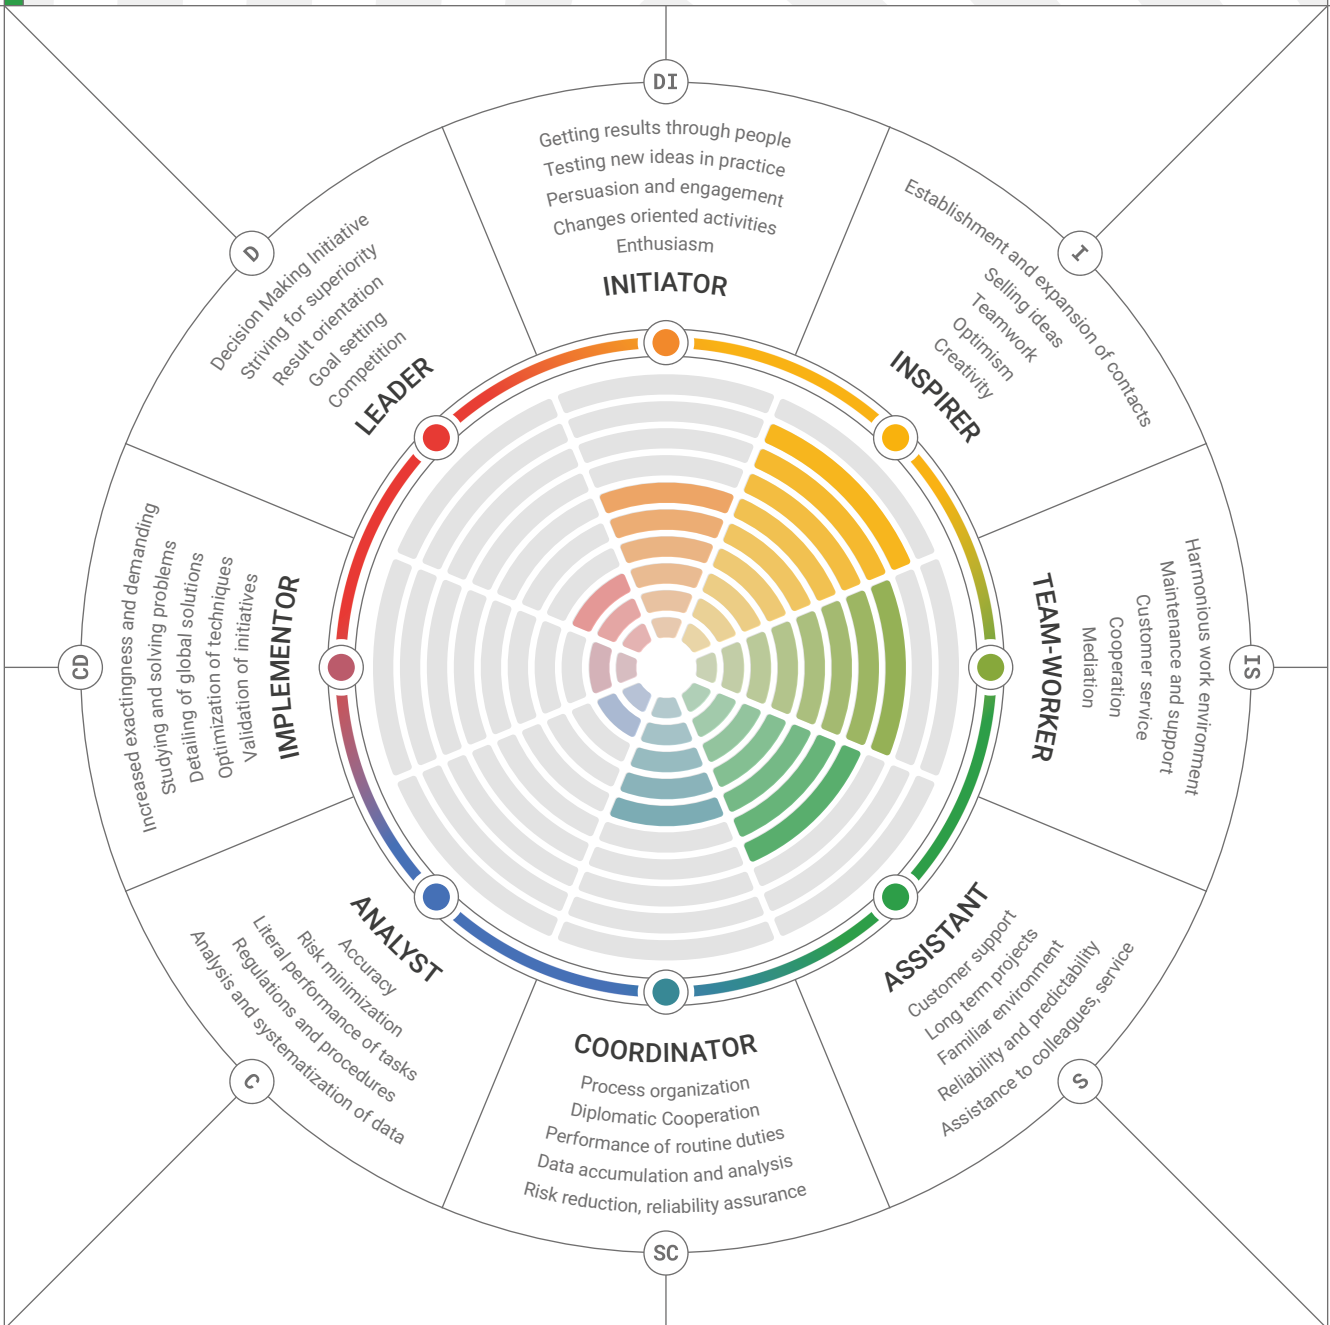 DI
Getting results through people
Testing new ideas in practice
Persuasion and engagement
Changes oriented activities
Enthusiasm
INITIATOR
I
Establishment and expansion of contacts
Selling ideas
Teamwork
Optimism
Creativity
INSPIRER
IS
Harmonious work environment
Maintenance and support
Customer service
Cooperation
Mediation
TEAM-WORKER
S
ASSISTANT
Customer support
Long term projects
Familiar environment
Reliability and predictability
Assistance to colleagues, service
SC
COORDINATOR
Process organization
Diplomatic Cooperation
Performance of routine duties
Data accumulation and analysis
Risk reduction, reliability assurance
C
ANALYST
Accuracy
Risk minimization
Literal performance of tasks
Regulations and procedures
Analysis and systematization of data
CD
Increased exactingness and demanding
Studying and solving problems
Detailing of global solutions
Optimization of techniques
Validation of initiatives
IMPLEMENTOR
D
Decision Making Initiative
Striving for superiority
Result orientation
Goal setting
Competition
LEADER